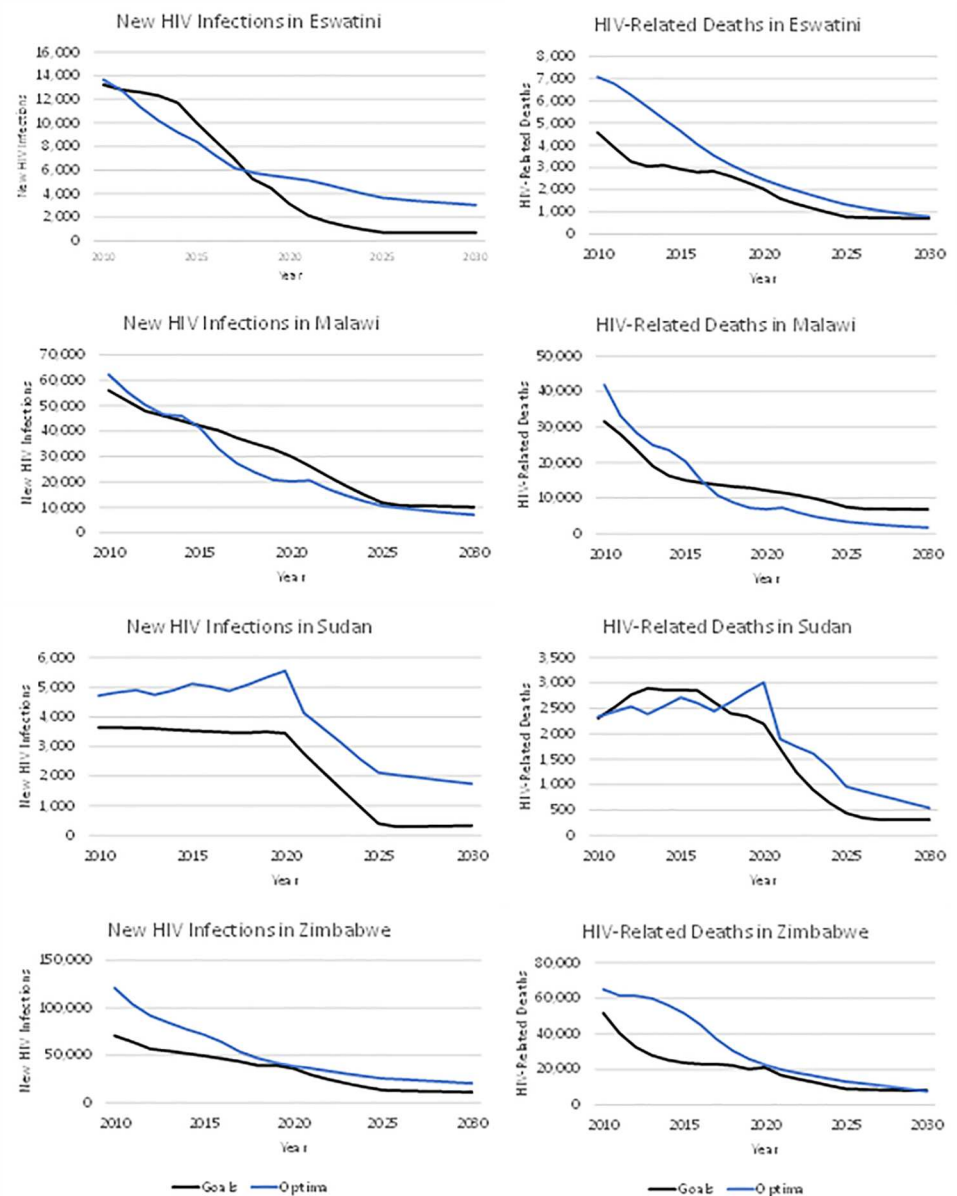 New HIV Infections in Eswatini
New HIV Infections
16,000
14,000
12,000
10,000
8,000
6,000
4,000
2,000
0
2010 2015 2020 2025 2030
Year
HIV-Related Deaths in Eswatini
HIV-Related Deaths
8,000
7,000
6,000
5,000
4,000
3,000
2,000
1,000
0
2010 2015 2020 2025 2030
Year
New HIV Infections in Malawi
New HIV Infections
70,000
60,000
50,000
40,000
30,000
20,000
10,000
0
2010 2015 2020 2025 2030
Year
HIV-Related Deaths in Malawi
HIV-Related Deaths
50,000
40,000
30,000
20,000
10,000
0
2010 2015 2020 2025 2030
Year
New HIV Infections in Sudan
New HIV Infections
6,000
5,000
4,000
3,000
2,000
1,000
0
2010 2015 2020 2025 2030
Year
HIV-Related Deaths in Sudan
HIV-Related Deaths
3,500
3,000
2,500
2,000
1,500
1,000
500
0
2010 2015 2020 2025 2030
Year
New HIV Infections in Zimbabwe
New HIV Infections
150,000
100,000
50,000
0
2010 2015 2020 2025 2030
Year
HIV-Related Deaths in Zimbabwe
HIV-Related Deaths
80,000
60,000
40,000
20,000
0
2010 2015 2020 2025 2030
Year
Goals Optima
Goals Optima